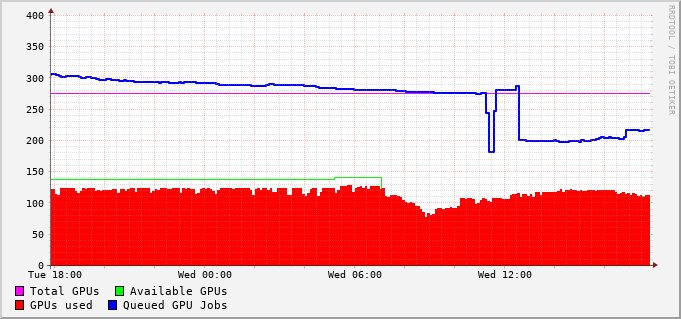 400
350
300
250
200
150
100
50
0
Tue 18:00 Wed 00:00 Wed 06:00 Wed 12:00
Total GPUs Available GPUs
GPUs used Queued GPU Jobs
RRDTOOL / TOBI OETIKER